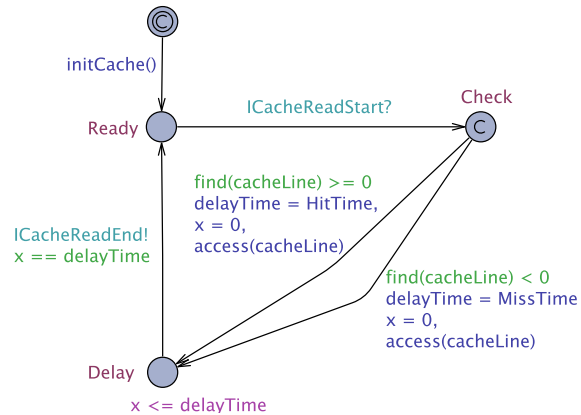 C
initCache()
Ready
ICacheReadStart?
Check
C
find(cacheLine) >= 0
delayTime = HitTime,
x = 0,
access(cacheLine)
ICacheReadEnd!
x == delayTime
find(cacheLine) < 0
delayTime = MissTime
x = 0,
access(cacheLine)
Delay
x <= delayTime